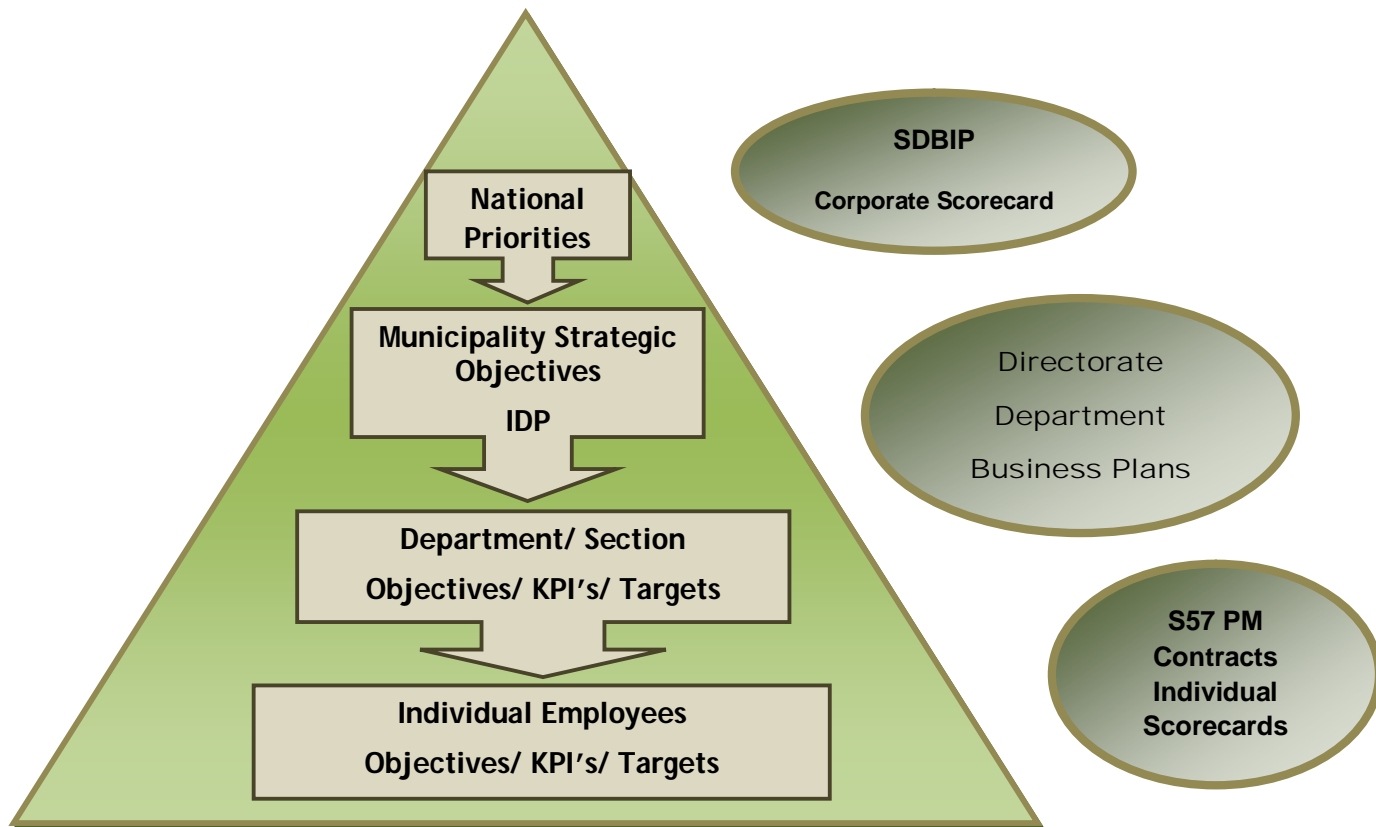 National
Priorities
Municipality Strategic
Objectives
IDP
Department/ Section
Objectives/ KPI's/ Targets
Individual Employees
Objectives/ KPI's/ Targets
SDBIP
Corporate Scorecard
Directorate
Department
Business Plans
S57 PM
Contracts
Individual
Scorecards